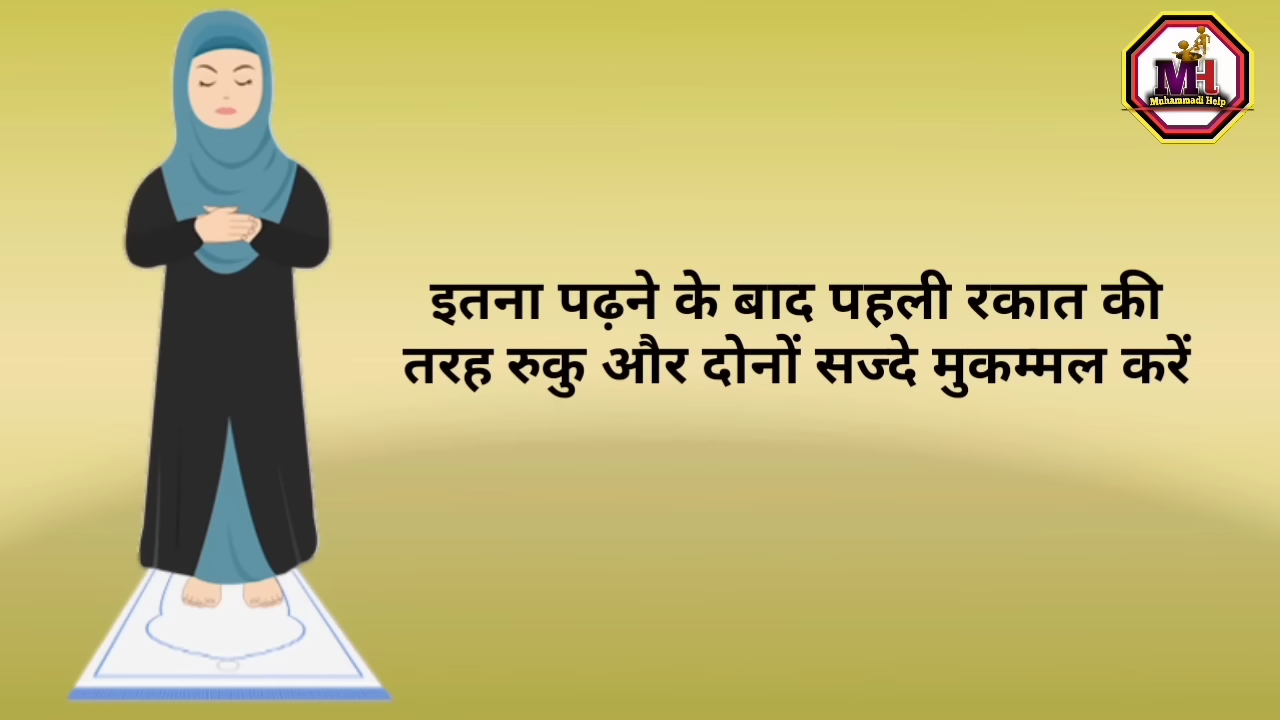 MH
Muhammadi Help
इतना पढ़ने के बाद पहली रकात की
तरह रुकु और दोनों सज्दे मुकम्मल करें